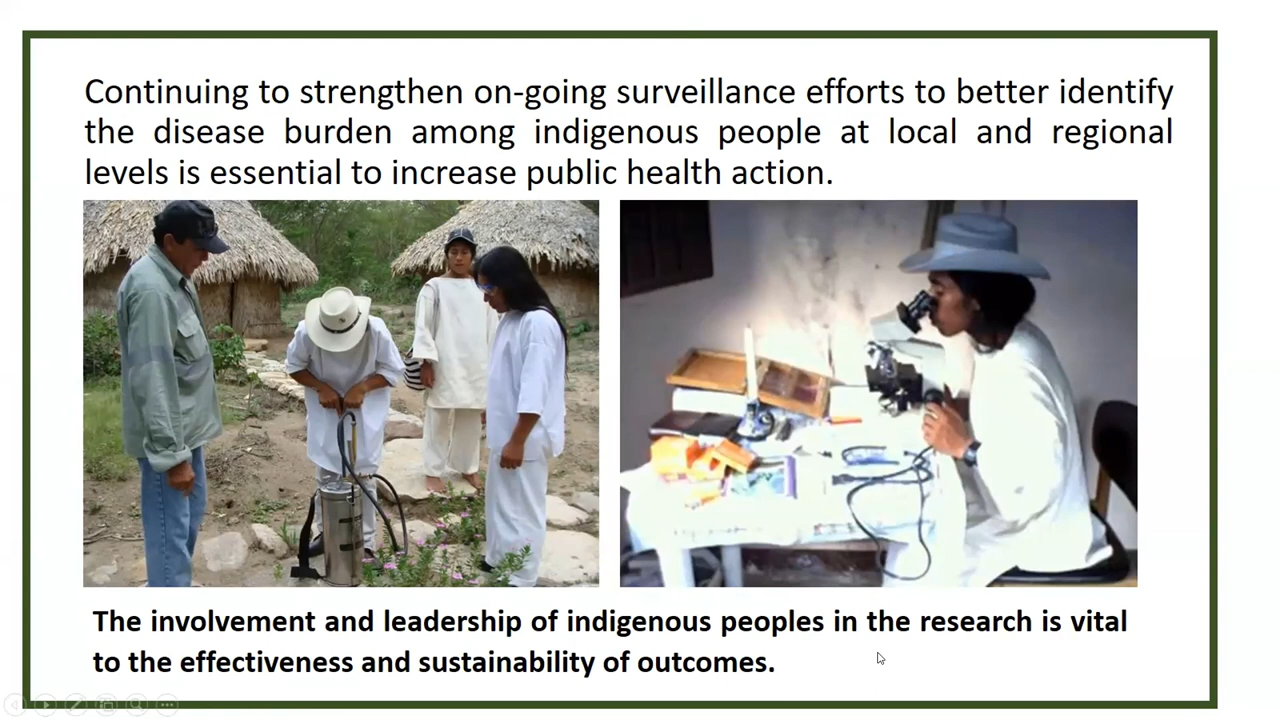 Continuing to strengthen on-going surveillance efforts to better identify
the disease burden among indigenous people at local and regional
levels is essential to increase public health action.
The involvement and leadership of indigenous peoples in the research is vital
to the effectiveness and sustainability of outcomes.